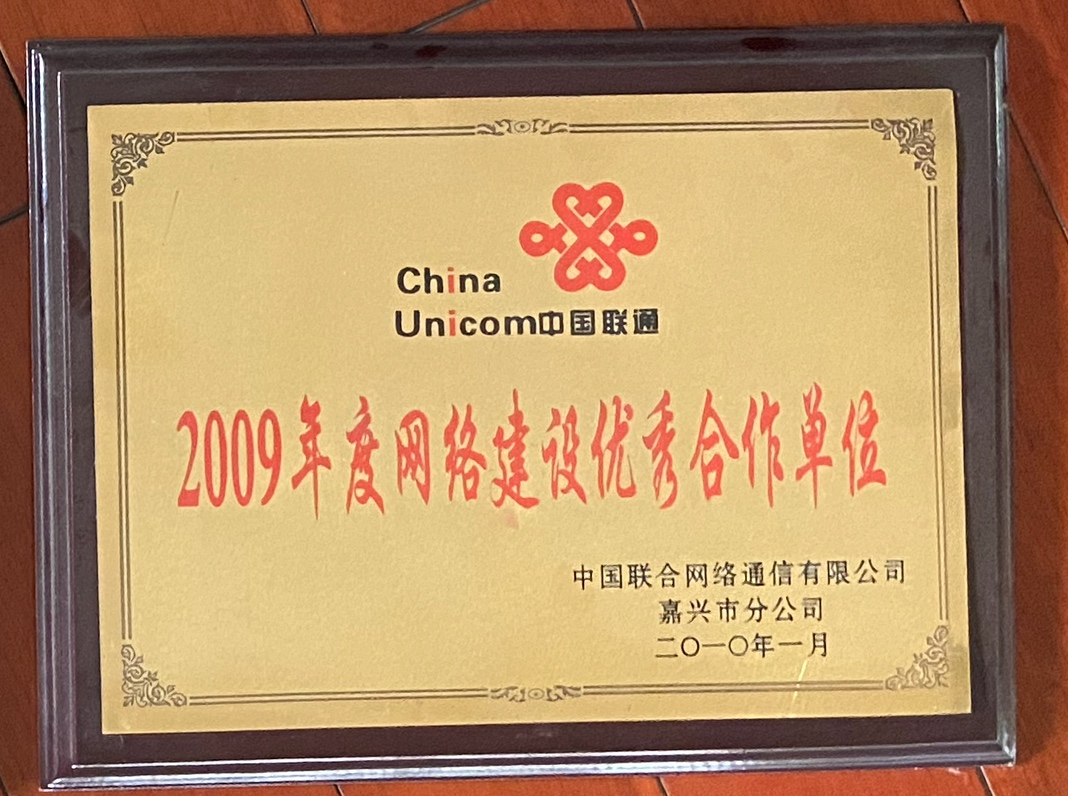 China
Unicom中国联通
2009年度网络建设优秀合作单位
中国联合网络通信有限公司
嘉兴市分公司
二〇一〇年一月